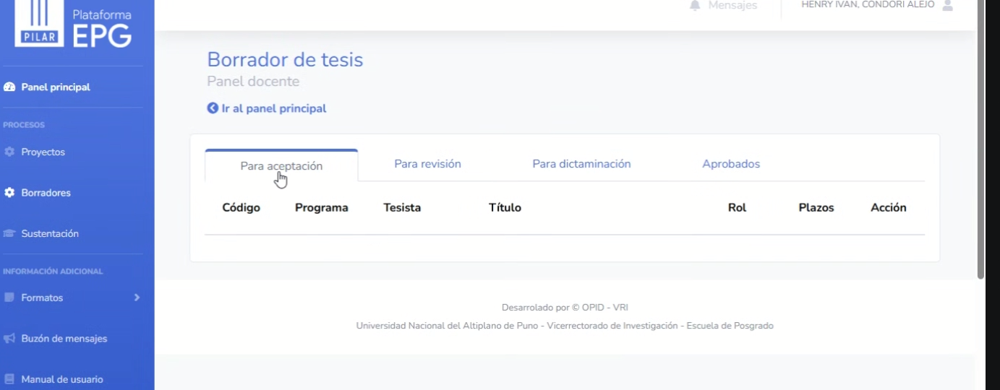 PILAR
Plataforma
EPG
Mensajes
HENRY IVAN, CONDORI ALEJO
Panel principal
PROCESOS
Proyectos
Borradores
Sustentación
INFORMACIÓN ADICIONAL
Formatos
Buzón de mensajes
Manual de usuario
Borrador de tesis
Panel docente
Ir al panel principal
Para aceptación Para revisión Para dictaminación Aprobados
Código Programa Tesista Título Rol Plazos Acción
Desarrolado por © OPID - VRI
Universidad Nacional del Altiplano de Puno - Vicerrectorado de Investigación - Escuela de Posgrado